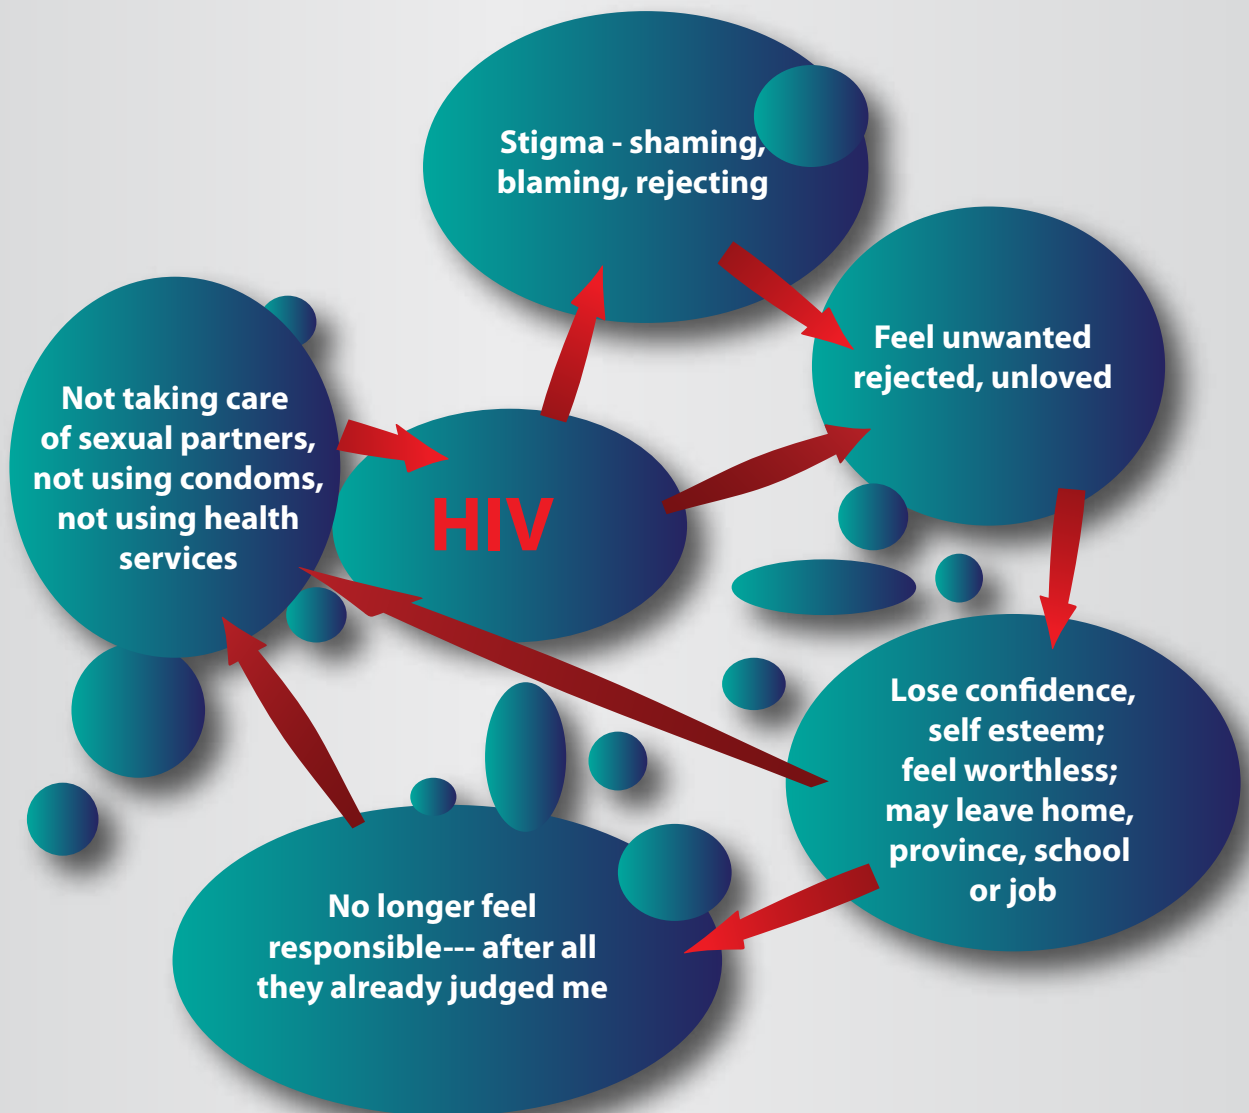 Stigma - shaming,
blaming, rejecting
Feel unwanted
rejected, unloved
Not taking care
of sexual partners,
not using condoms,
not using health
services
HIV
Lose confidence,
self esteem;
feel worthless;
may leave home,
province, school
or job
No longer feel
responsible--- after all
they already judged me